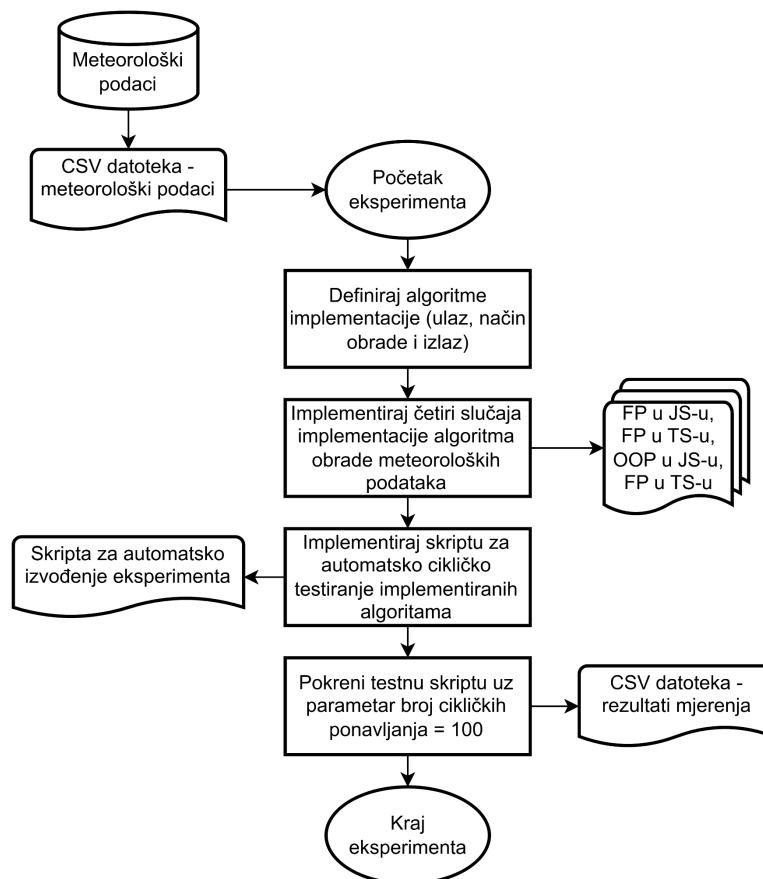 Meteorološki
podaci
CSV datoteka -
meteorološki podaci
Početak
eksperimenta
Definiraj algoritme
implementacije (ulaz, način
obrade i izlaz)
Implementiraj četiri slučaja
implementacije algoritma
obrade meteoroloških
podataka
FP u JS-u,
FP u TS-u,
OOP u JS-u,
FP u TS-u
Implementiraj skriptu za
automatsko cikličko
testiranje implementiranih
algoritama
Skripta za automatsko
izvođenje eksperimenta
Pokreni testnu skriptu uz
parametar broj cikličkih
ponavljanja = 100
CSV datoteka -
rezultati mjerenja
Kraj
eksperimenta